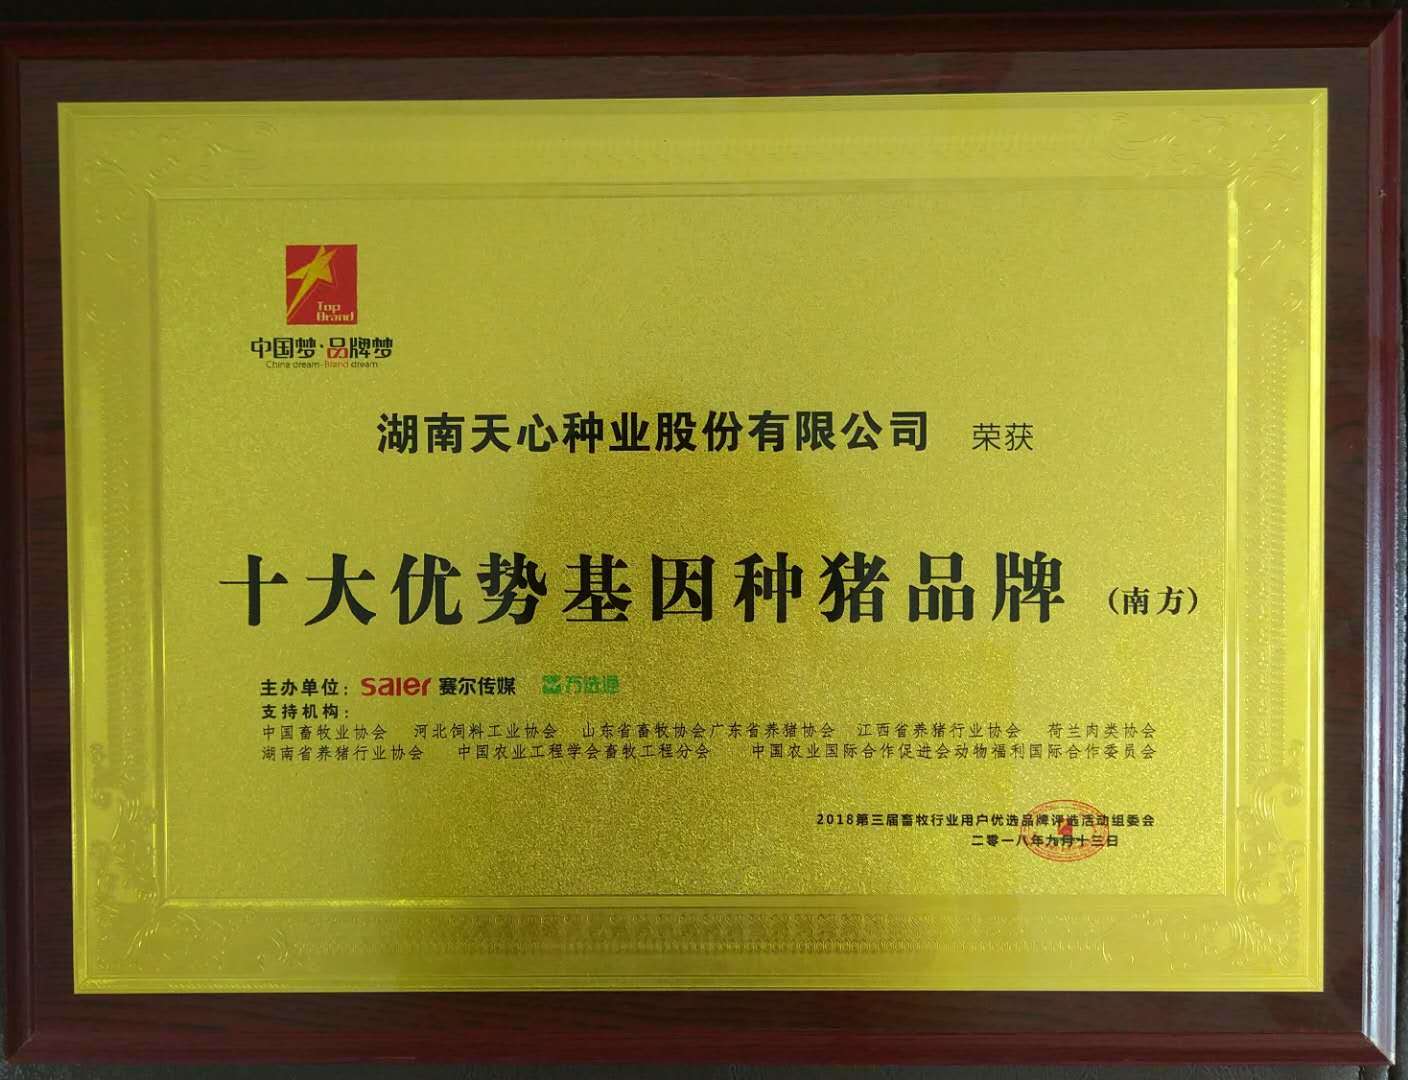 Top
Brand
中国梦·品牌梦
China dream-Brand dream
湖南天心种业股份有限公司 荣获
十大优势基因种猪品牌（南方）
主办单位：saier 赛尔传媒 万选通
支持机构：
中国畜牧业协会 河北饲料工业协会 山东省畜牧协会广东省养猪协会 江西省养猪行业协会 荷兰肉类协会
湖南省养猪行业协会 中国农业工程学会畜牧工程分会 中国农业国际合作促进会动物福利国际合作委员会
2018第三届畜牧行业用户优选品牌评选活动组委会
二零一八年九月十三日